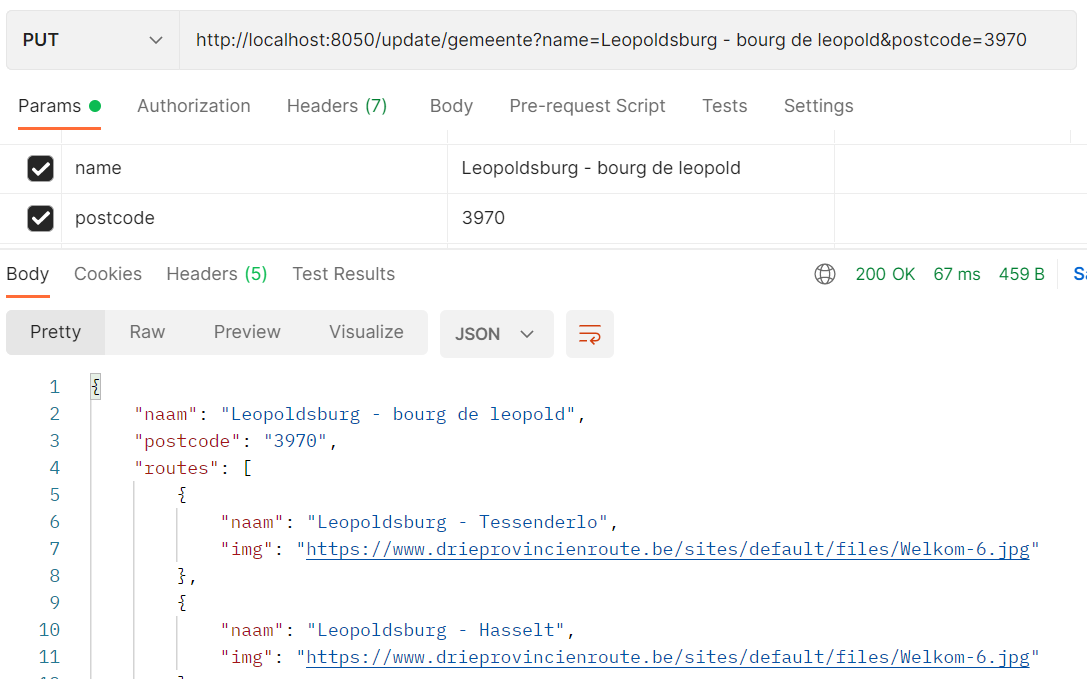 PUT http://localhost:8050/update/gemeente?name=Leopoldsburg - bourg de leopold&postcode=3970
Params Authorization Headers (7) Body Pre-request Script Tests Settings
name Leopoldsburg - bourg de leopold
postcode 3970
Body Cookies Headers (5) Test Results 200 OK 67 ms 459 B
Pretty Raw Preview Visualize JSON
1 {
2 "naam": "Leopoldsburg - bourg de leopold",
3 "postcode": "3970",
4 "routes": [
5 {
6 "naam": "Leopoldsburg - Tessenderlo",
7 "img": "https://www.drieprovincienroute.be/sites/default/files/Welkom-6.jpg"
8 },
9 {
10 "naam": "Leopoldsburg - Hasselt",
11 "img": "https://www.drieprovincienroute.be/sites/default/files/Welkom-6.jpg"